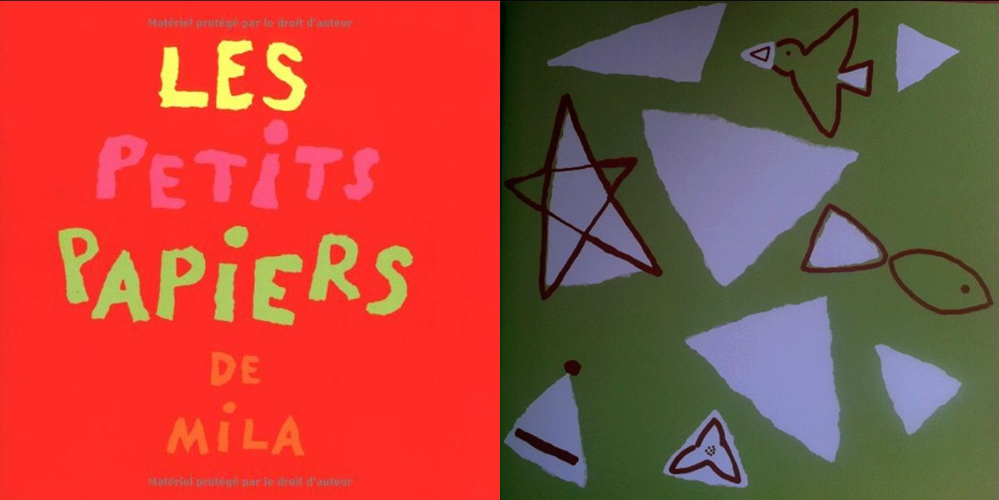 Matériel protégé par le droit d'auteur
LES
PETiTS
PAPiERS
DE
MiLA
Matériel protégé par le droit d'auteur